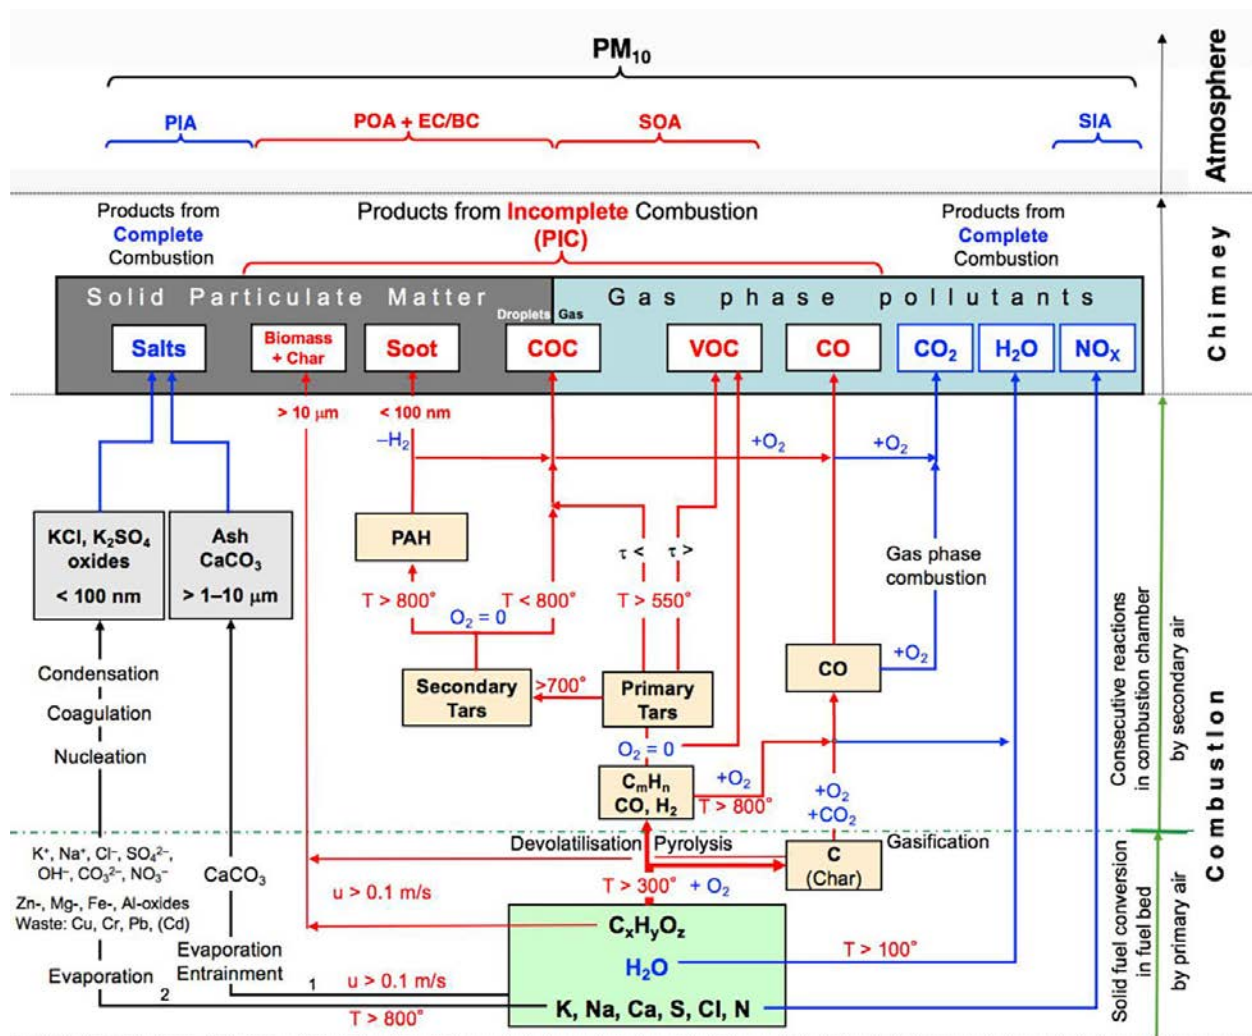 PM₁₀
PIA
POA + EC/BC
SOA
SIA
Atmosphere
Products from
Complete
Combustion
Products from Incomplete Combustion
(PIC)
Products from
Complete
Combustion
Chimney
Solid Particulate Matter
Gas phase pollutants
Droplets
Gas
Salts
Biomass
+ Char
Soot
COC
VOC
CO
CO₂
H₂O
NOₓ
> 10 μm
< 100 nm
–H₂
+O₂
+O₂
KCl, K₂SO₄
oxides
< 100 nm
Ash
CaCO₃
> 1–10 μm
PAH
τ <
τ >
Gas phase
combustion
T > 800°
T < 800°
T > 550°
O₂ = 0
Condensation
Coagulation
Nucleation
Secondary
Tars
>700°
Primary
Tars
CO
+O₂
O₂ = 0
CₘHₙ
CO, H₂
+O₂
T > 800°
+O₂
+CO₂
Consecutive reactions
in combustion chamber
by secondary air
Combustion
K⁺, Na⁺, Cl⁻, SO₄²⁻,
OH⁻, CO₃²⁻, NO₃⁻
Zn-, Mg-, Fe-, Al-oxides
Waste: Cu, Cr, Pb, (Cd)
CaCO₃
Devolatilisation
Pyrolysis
Gasification
C
(Char)
T > 300°
+ O₂
u > 0.1 m/s
CₓHᵧO_z
H₂O
K, Na, Ca, S, Cl, N
T > 100°
Evaporation
Evaporation
Entrainment
1
2
u > 0.1 m/s
T > 800°
Solid fuel conversion
in fuel bed
by primary air